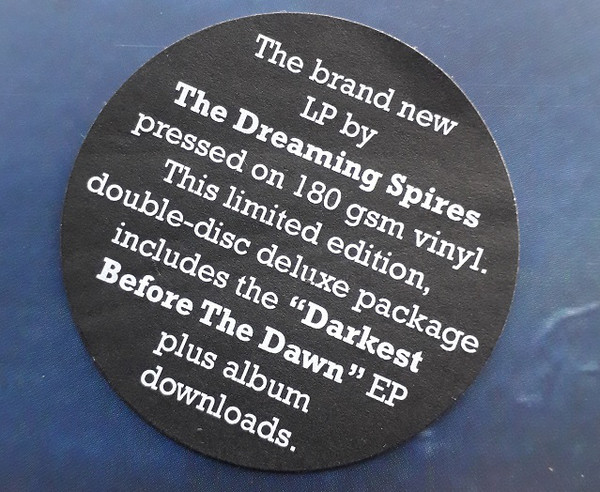 The brand new
LP by
The Dreaming Spires
pressed on 180 gsm vinyl.
This limited edition,
double-disc deluxe package
includes the “Darkest
Before The Dawn” EP
plus album
downloads.